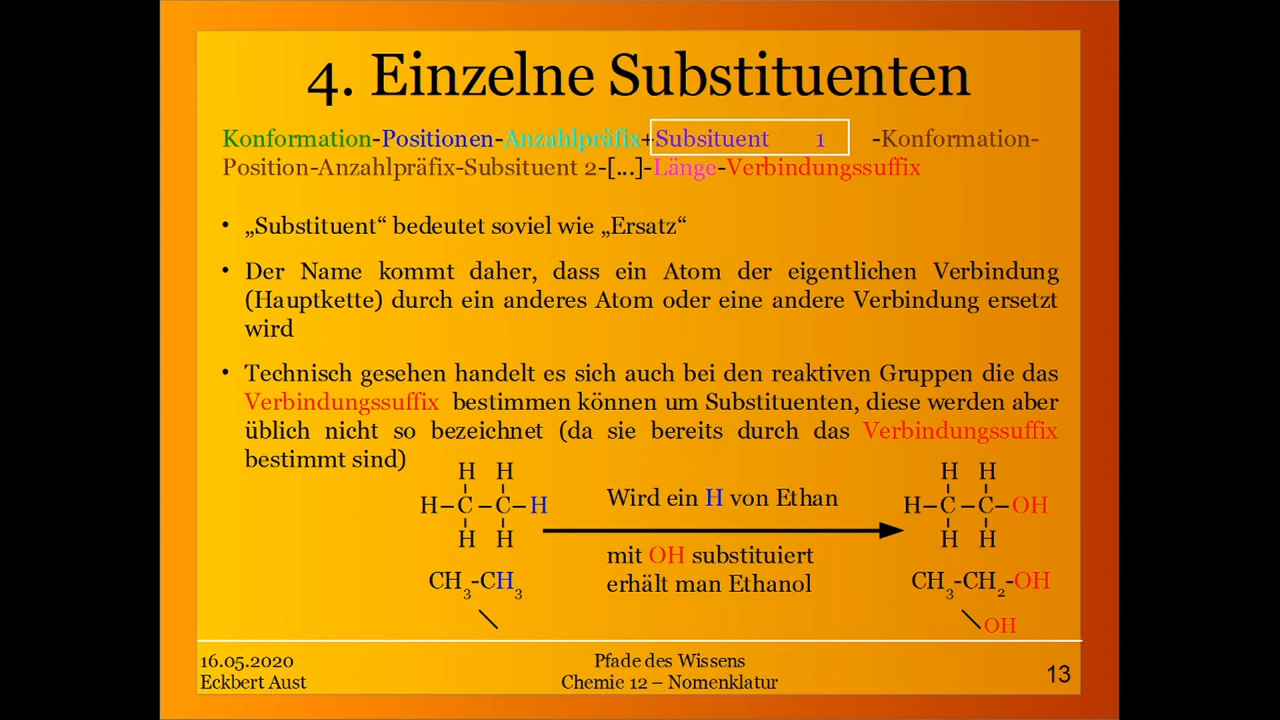 4. Einzelne Substituenten
Konformation-Positionen-Anzahlpräfix+Subsituent 1 -Konformation-
Position-Anzahlpräfix-Subsituent 2-[...]-Länge-Verbindungssuffix
• „Substituent“ bedeutet soviel wie „Ersatz“
• Der Name kommt daher, dass ein Atom der eigentlichen Verbindung
(Hauptkette) durch ein anderes Atom oder eine andere Verbindung ersetzt
wird
• Technisch gesehen handelt es sich auch bei den reaktiven Gruppen die das
Verbindungssuffix bestimmen können um Substituenten, diese werden aber
üblich nicht so bezeichnet (da sie bereits durch das Verbindungssuffix
bestimmt sind)
H H
H–C–C–H
H H
CH3-CH3
Wird ein H von Ethan
mit OH substituiert
erhält man Ethanol
H H
H–C–C–OH
H H
CH3-CH2-OH
OH
16.05.2020
Eckbert Aust
Pfade des Wissens
Chemie 12 – Nomenklatur
13